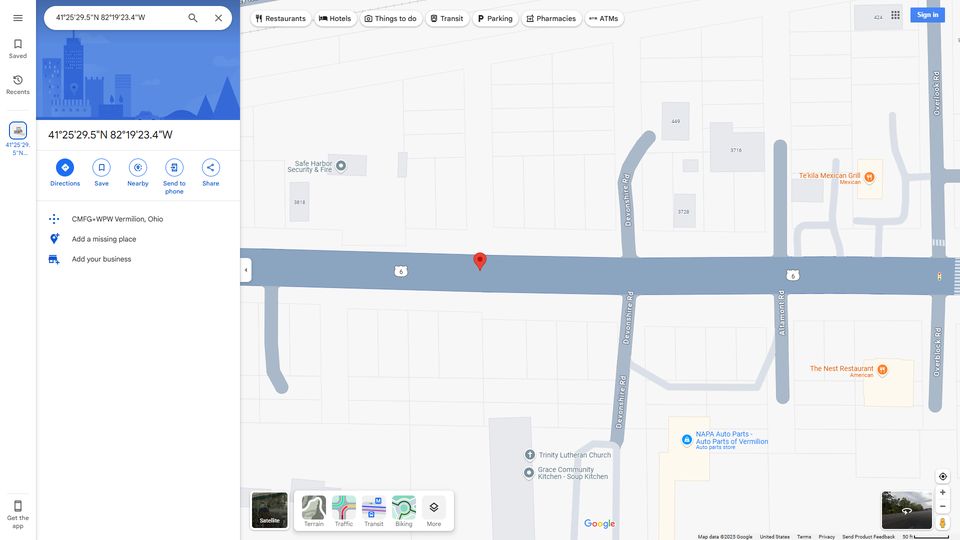 41°25'29.5"N 82°19'23.4"W
Restaurants
Hotels
Things to do
Transit
Parking
Pharmacies
ATMs
Sign in
Saved
Recents
41°25'29.
5"N...
41°25'29.5"N 82°19'23.4"W
Directions
Save
Nearby
Send to
phone
Share
CMFG+WPW Vermilion, Ohio
Add a missing place
Add your business
Get the
app
424
449
3716
3728
3818
Safe Harbor
Security & Fire
Te'kila Mexican Grill
Mexican
Overlook Rd
Devonshire Rd
6
6
Devonshire Rd
Altamont Rd
Overlook Rd
Devonshire Rd
The Nest Restaurant
American
NAPA Auto Parts -
Auto Parts of Vermilion
Auto parts store
Trinity Lutheran Church
Grace Community
Kitchen - Soup Kitchen
Satellite
Terrain
Traffic
Transit
Biking
More
Google
Map data ©2025 Google
United States
Terms
Privacy
Send Product Feedback
50 ft